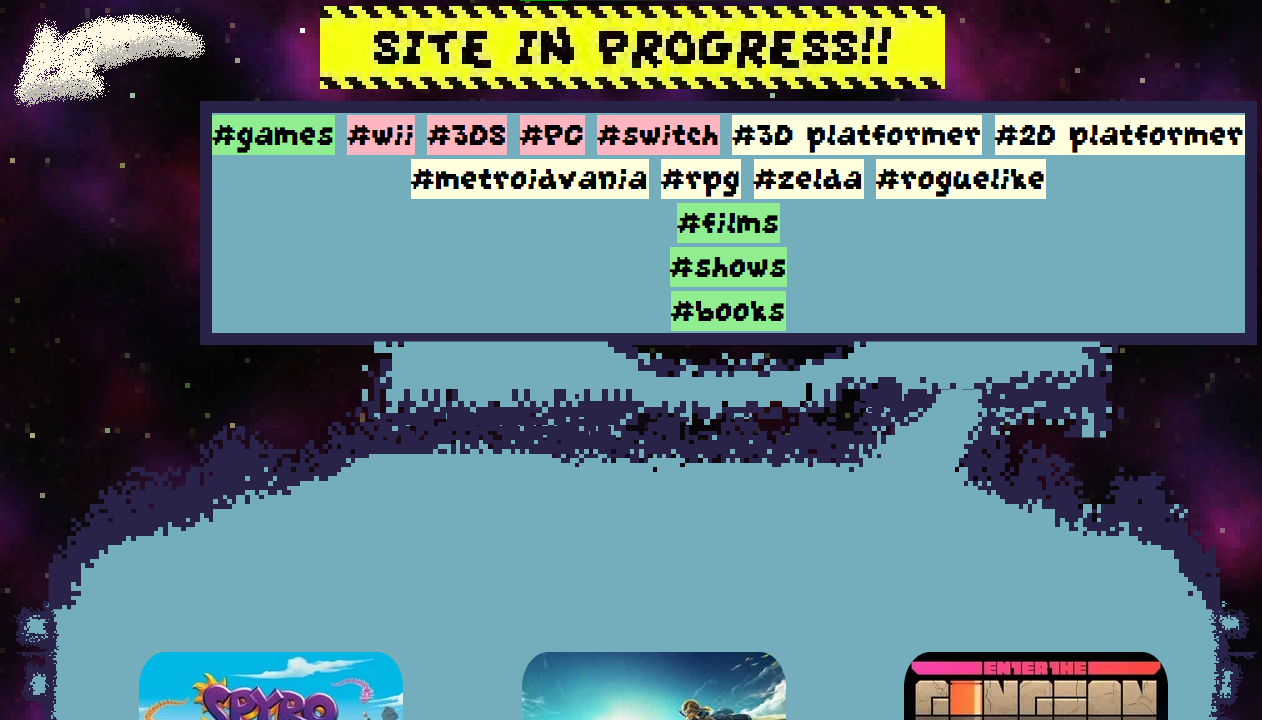 SITE IN PROGRESS!!
#games #wii #3DS #PC #switch #3D platformer #2D platformer
#metroidvania #rpg #zelda #roguelike
#films
#shows
#books
SPYRO
ENTER THE
GUNGEON